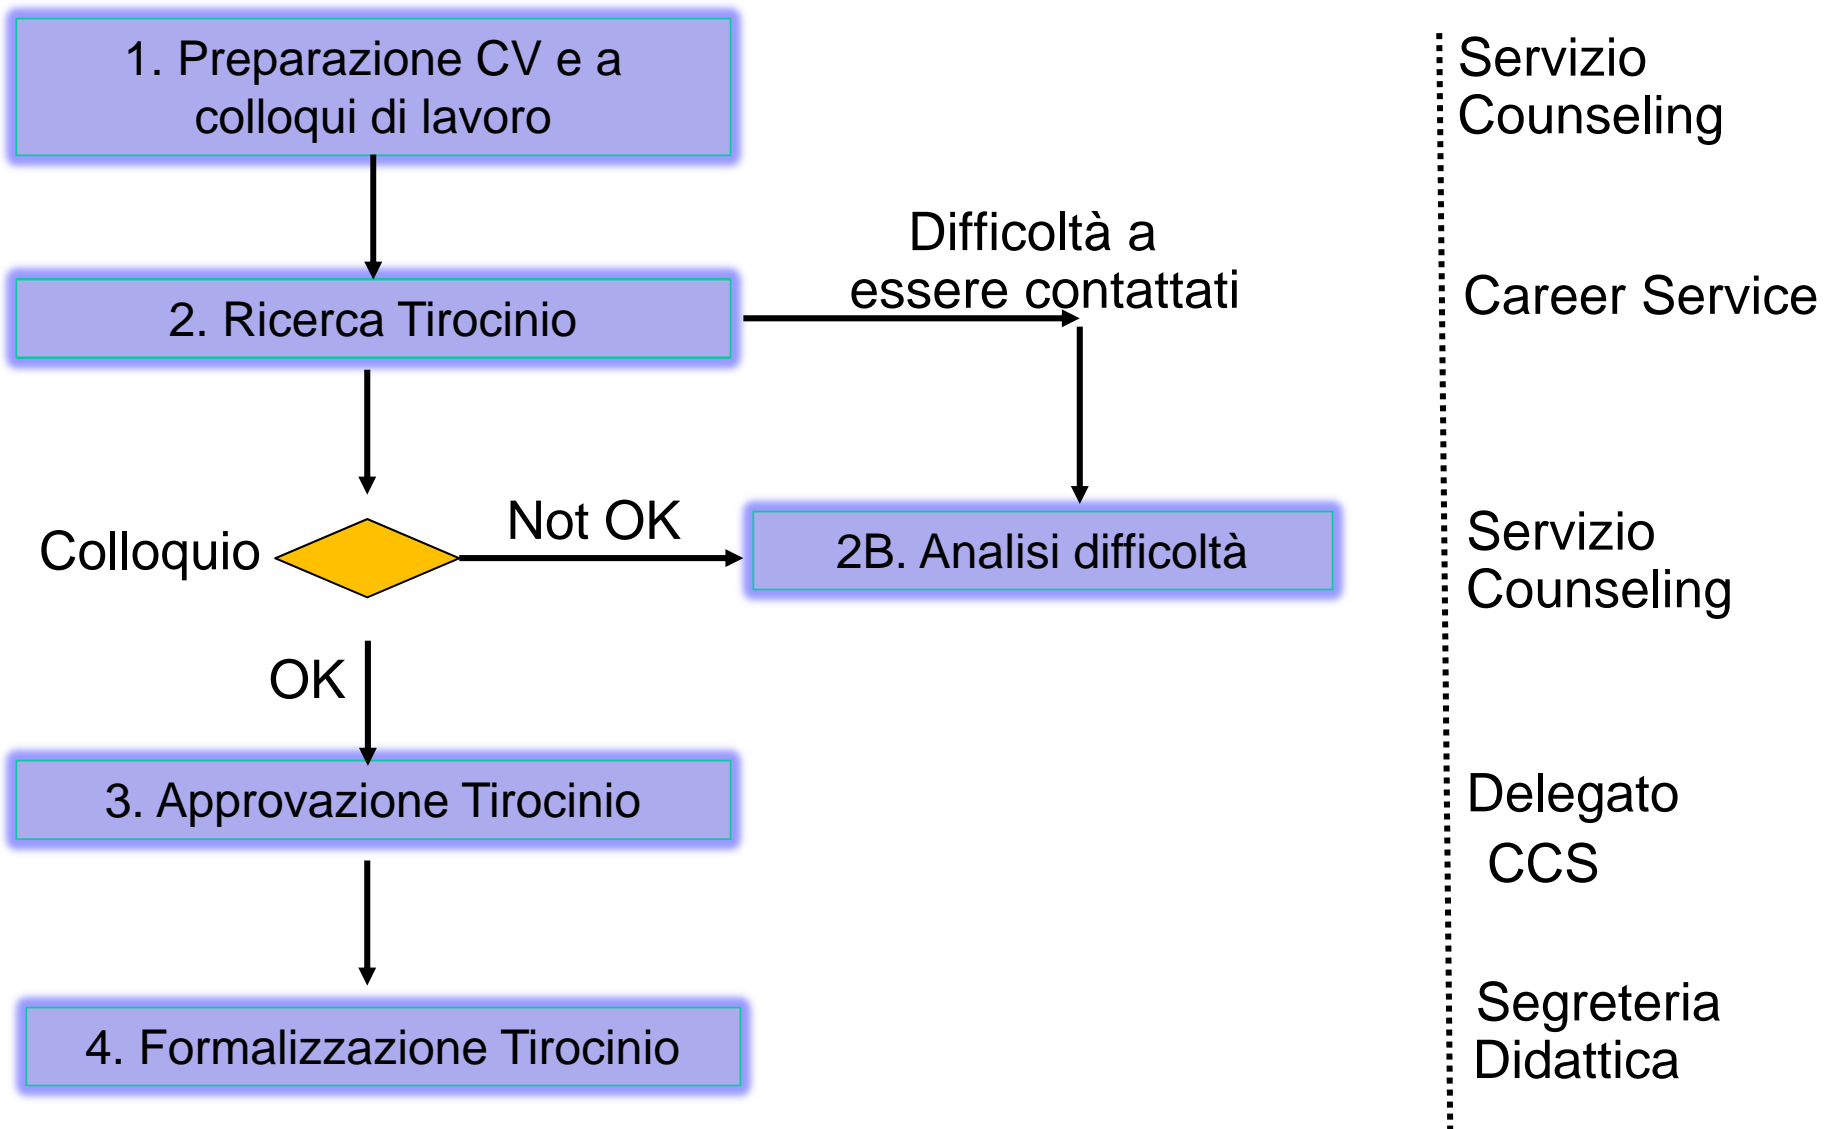 1. Preparazione CV e a
colloqui di lavoro
Servizio
Counseling
Difficoltà a
essere contattati
2. Ricerca Tirocinio
Career Service
Colloquio
Not OK
2B. Analisi difficoltà
Servizio
Counseling
OK
3. Approvazione Tirocinio
Delegato
CCS
4. Formalizzazione Tirocinio
Segreteria
Didattica